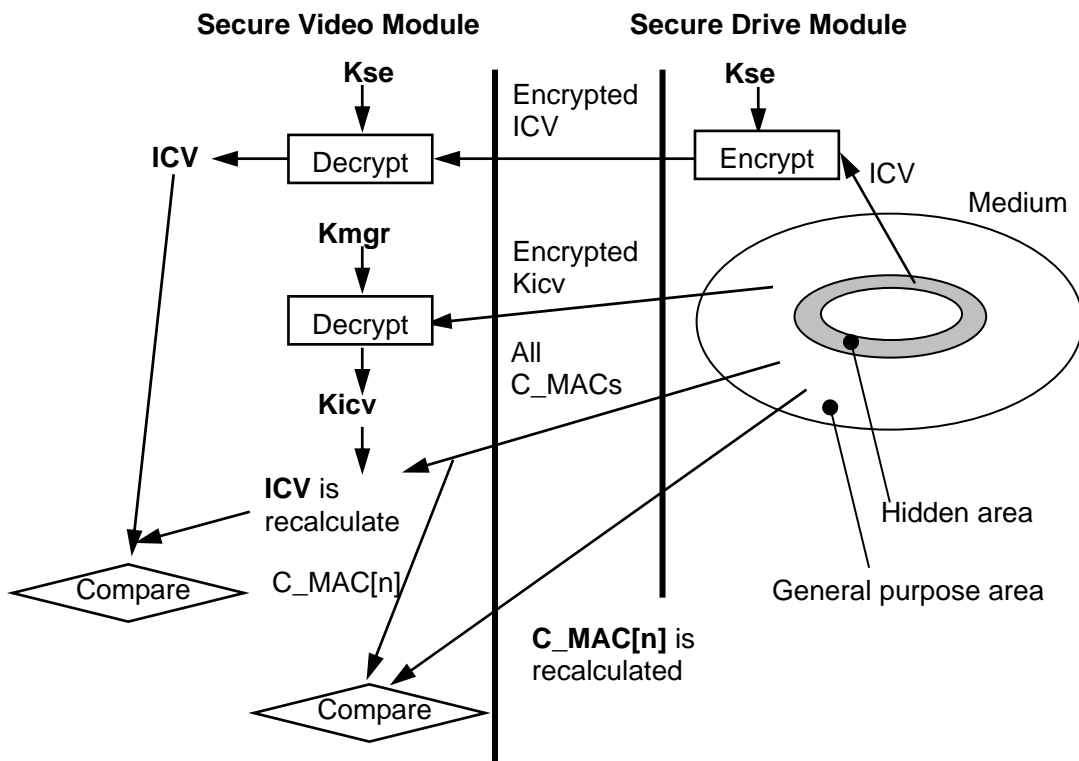 Secure Video Module
Secure Drive Module
Kse
Encrypted
ICV
Kse
ICV
Decrypt
Encrypt
ICV
Medium
Kmgr
Encrypted
Kicv
Decrypt
All
C_MACs
Kicv
ICV is
recalculate
Hidden area
Compare
C_MAC[n]
General purpose area
C_MAC[n] is
recalculated
Compare